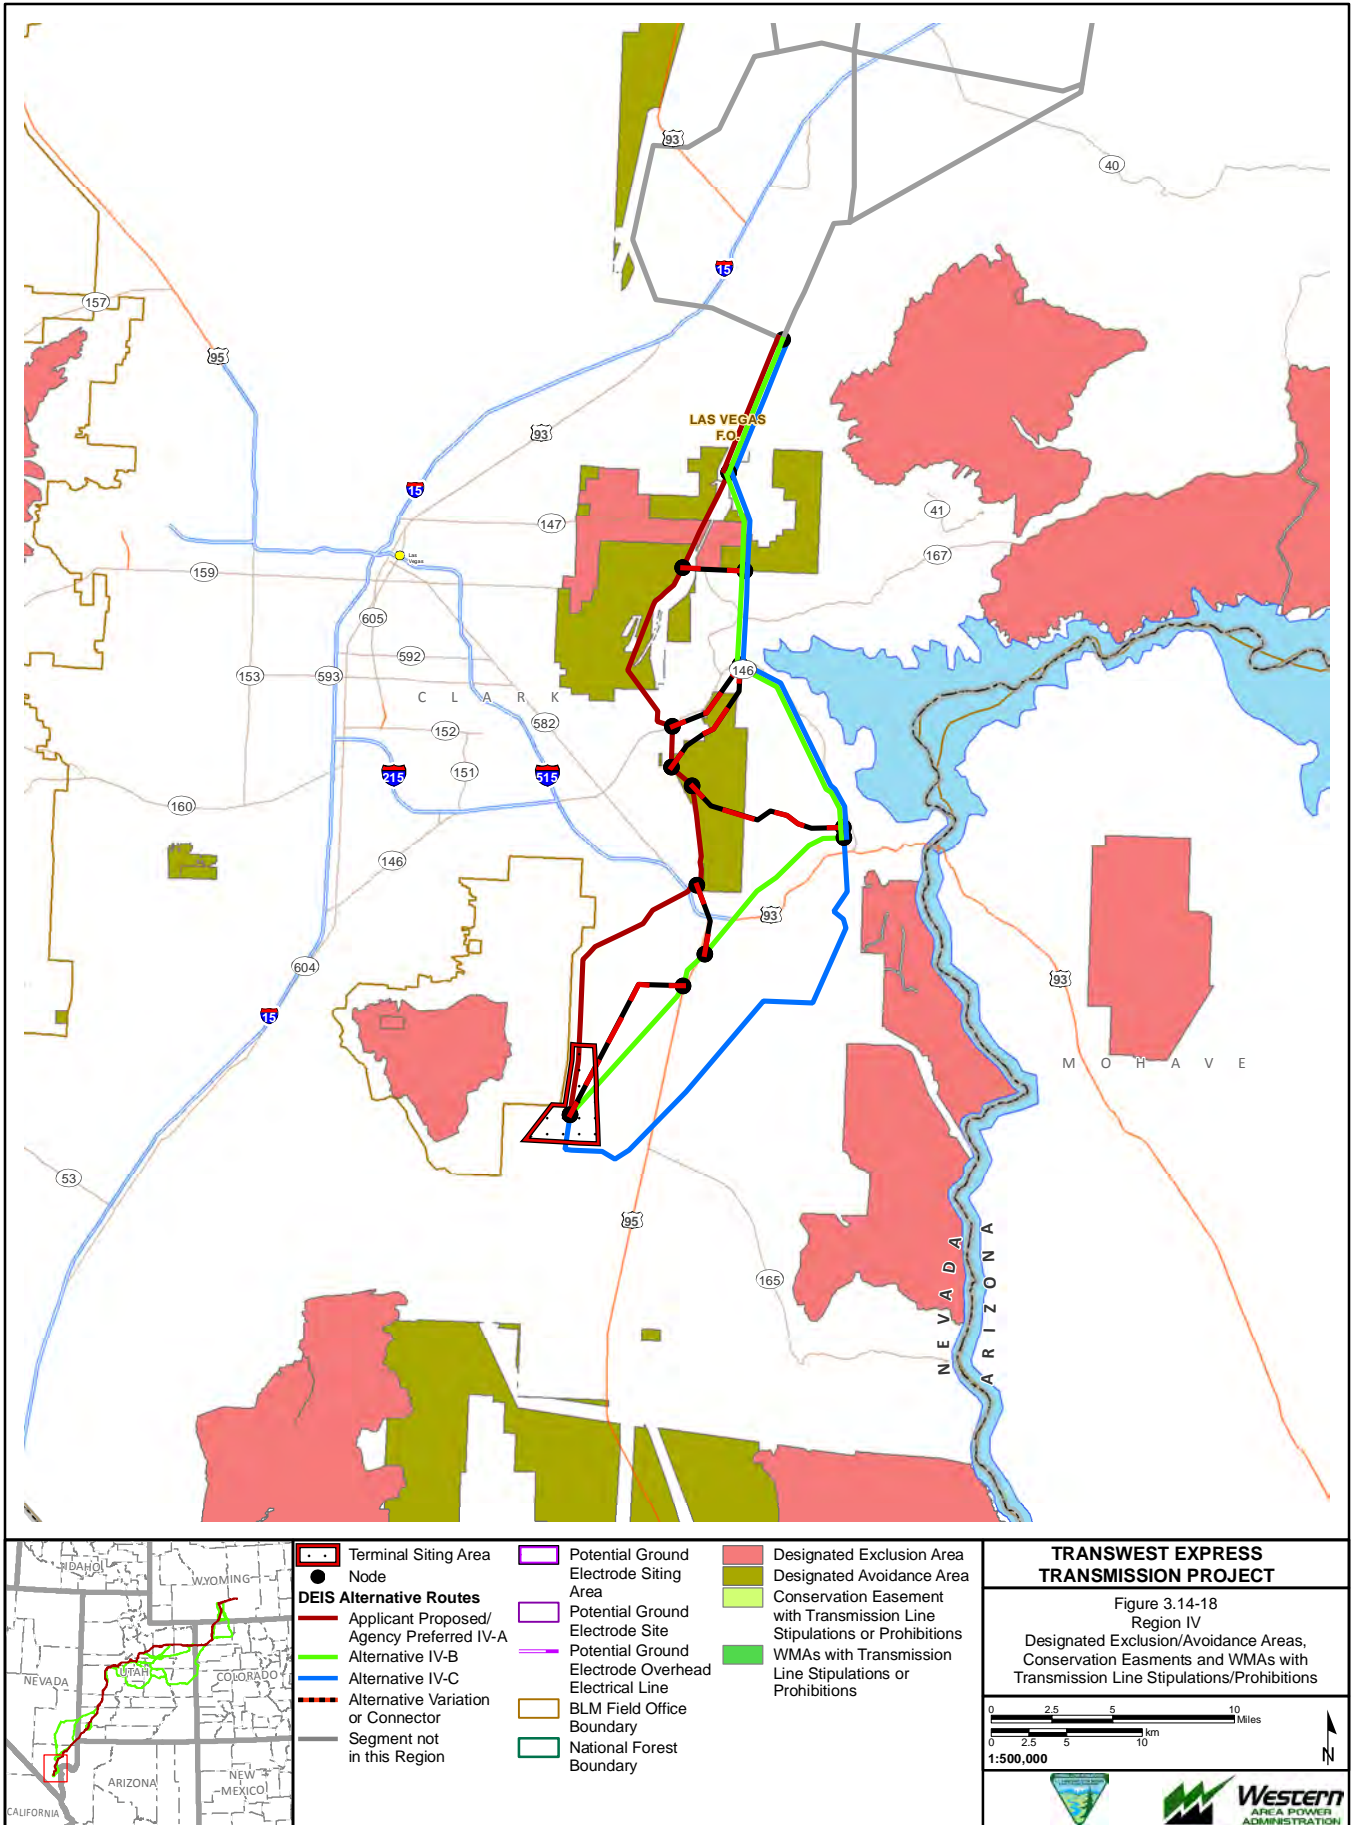 93
40
15
157
95
LAS VEGAS
F.O.
93
15
41
147
167
Las
Vegas
159
605
592
146
153
593
C L A R K
582
152
215
151
515
160
146
93
604
93
15
M O H A V E
53
95
165
NEVADA
ARIZONA
IDAHO
WYOMING
NEVADA
UTAH
COLORADO
ARIZONA
NEW
MEXICO
CALIFORNIA
Terminal Siting Area
Node
DEIS Alternative Routes
Applicant Proposed/
Agency Preferred IV-A
Alternative IV-B
Alternative IV-C
Alternative Variation
or Connector
Segment not
in this Region
Potential Ground
Electrode Siting
Area
Potential Ground
Electrode Site
Potential Ground
Electrode Overhead
Electrical Line
BLM Field Office
Boundary
National Forest
Boundary
Designated Exclusion Area
Designated Avoidance Area
Conservation Easement
with Transmission Line
Stipulations or Prohibitions
WMAs with Transmission
Line Stipulations or
Prohibitions
TRANSWEST EXPRESS
TRANSMISSION PROJECT
Figure 3.14-18
Region IV
Designated Exclusion/Avoidance Areas,
Conservation Easments and WMAs with
Transmission Line Stipulations/Prohibitions
0 2.5 5 10
Miles
0 2.5 5 10
km
1:500,000
N
Western
AREA POWER
ADMINISTRATION